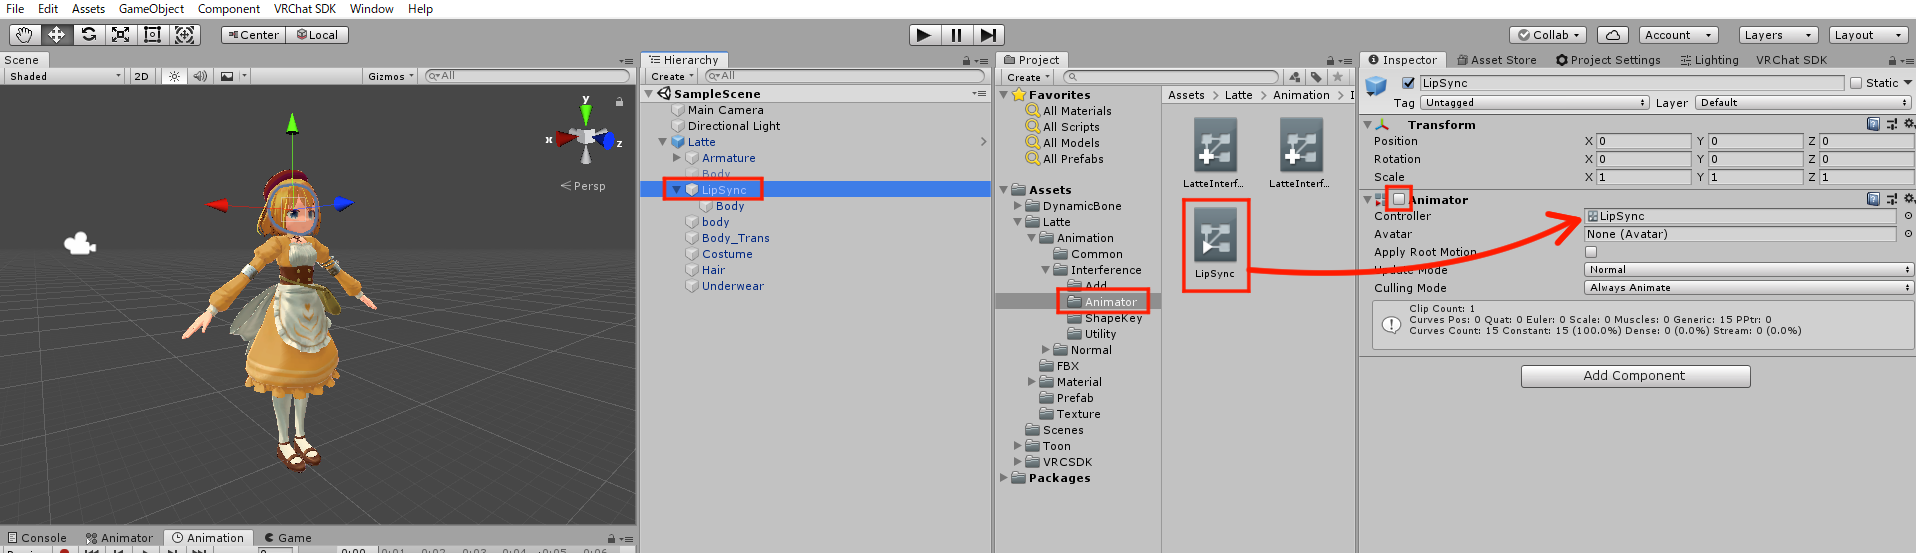 File Edit Assets GameObject Component VRChat SDK Window Help
Center Local Collab Account Layers Layout
Scene
Shaded 2D Gizmos All
y
x
z
Persp
Hierarchy
Create All
SampleScene
Main Camera
Directional Light
Latte
Armature
Body
LipSync
Body
body
Body_Trans
Costume
Hair
Underwear
Project
Create
Favorites
All Materials
All Scripts
All Models
All Prefabs
Assets
DynamicBone
Latte
Animation
Common
Interference
Add
Animator
ShapeKey
Utility
Normal
FBX
Material
Prefab
Texture
Scenes
Toon
VRCSDK
Packages
Assets > Latte > Animation > I
LatteInterf... LatteInterf...
LipSync
Inspector Asset Store Project Settings Lighting VRChat SDK
LipSync Static
Tag Untagged Layer Default
Transform
Position X 0 Y 0 Z 0
Rotation X 0 Y 0 Z 0
Scale X 1 Y 1 Z 1
Animator
Controller LipSync
Avatar None (Avatar)
Apply Root Motion
Update Mode Normal
Culling Mode Always Animate
Clip Count: 1
Curves Pos: 0 Quat: 0 Euler: 0 Scale: 0 Muscles: 0 Generic: 15 PPtr: 0
Curves Count: 15 Constant: 15 (100.0%) Dense: 0 (0.0%) Stream: 0 (0.0%)
Add Component
Console Animator Animation Game
0 0:00 0:01 0:02 0:03 0:04 0:05 0:06